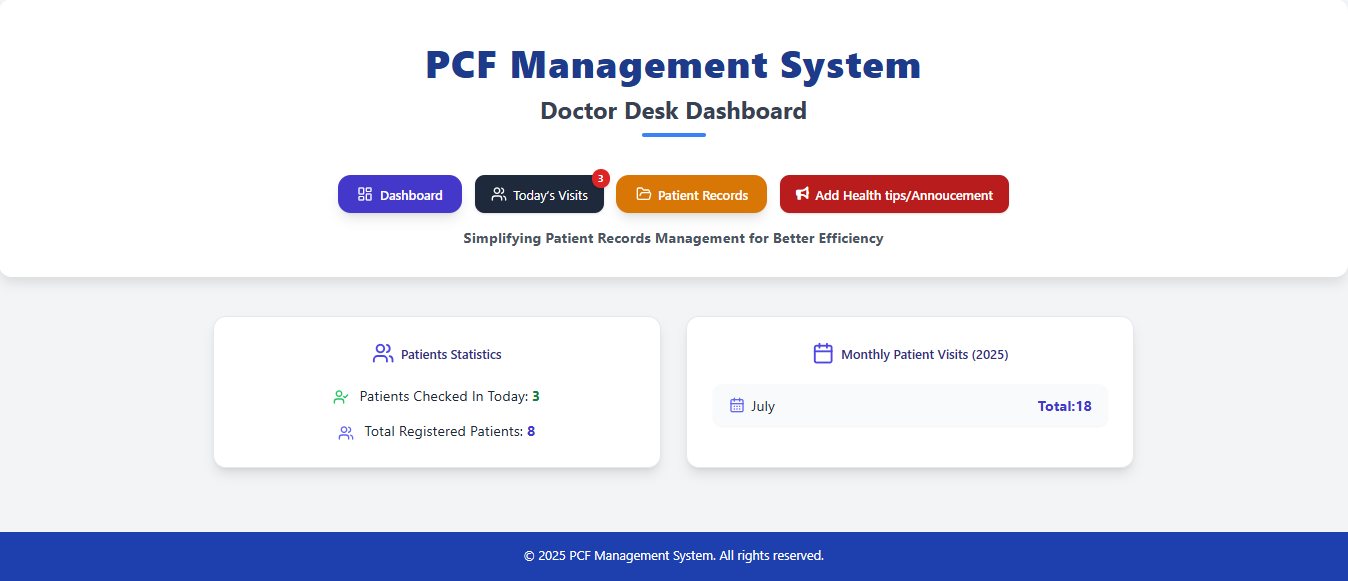 PCF Management System
Doctor Desk Dashboard
Dashboard
Today's Visits
3
Patient Records
Add Health tips/Annoucement
Simplifying Patient Records Management for Better Efficiency
Patients Statistics
Patients Checked In Today: 3
Total Registered Patients: 8
Monthly Patient Visits (2025)
July
Total:18
© 2025 PCF Management System. All rights reserved.